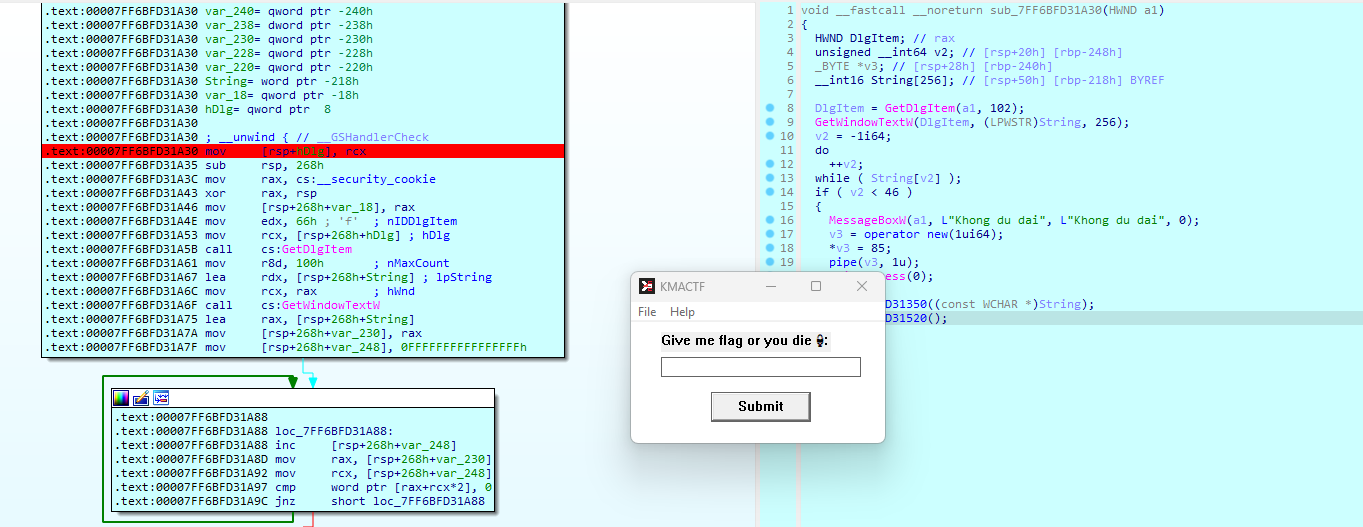 .text:00007FF6BFD31A30 var_240= qword ptr -240h
.text:00007FF6BFD31A30 var_238= qword ptr -238h
.text:00007FF6BFD31A30 var_230= qword ptr -230h
.text:00007FF6BFD31A30 var_228= qword ptr -228h
.text:00007FF6BFD31A30 var_220= qword ptr -220h
.text:00007FF6BFD31A30 String= word ptr -218h
.text:00007FF6BFD31A30 var_18= qword ptr -18h
.text:00007FF6BFD31A30 hDlg= qword ptr  8
.text:00007FF6BFD31A30
.text:00007FF6BFD31A30 ; __unwind { // __GSHandlerCheck
.text:00007FF6BFD31A30 mov     [rsp+hDlg], rcx
.text:00007FF6BFD31A35 sub     rsp, 268h
.text:00007FF6BFD31A3C mov     rax, cs:__security_cookie
.text:00007FF6BFD31A43 xor     rax, rsp
.text:00007FF6BFD31A46 mov     [rsp+268h+var_18], rax
.text:00007FF6BFD31A4E mov     edx, 66h ; 'f'  ; nIDDlgItem
.text:00007FF6BFD31A53 mov     rcx, [rsp+268h+hDlg] ; hDlg
.text:00007FF6BFD31A5B call    cs:GetDlgItem
.text:00007FF6BFD31A61 mov     r8d, 100h       ; nMaxCount
.text:00007FF6BFD31A67 lea     rdx, [rsp+268h+String] ; lpString
.text:00007FF6BFD31A6C mov     rcx, rax        ; hWnd
.text:00007FF6BFD31A6F call    cs:GetWindowTextW
.text:00007FF6BFD31A75 lea     rax, [rsp+268h+String]
.text:00007FF6BFD31A7A mov     [rsp+268h+var_230], rax
.text:00007FF6BFD31A7F mov     [rsp+268h+var_248], 0FFFFFFFFFFFFFFFFh
.text:00007FF6BFD31A88
.text:00007FF6BFD31A88 loc_7FF6BFD31A88:
.text:00007FF6BFD31A88 inc     [rsp+268h+var_248]
.text:00007FF6BFD31A8D mov     rax, [rsp+268h+var_230]
.text:00007FF6BFD31A92 mov     rcx, [rsp+268h+var_248]
.text:00007FF6BFD31A97 cmp     word ptr [rax+rcx*2], 0
.text:00007FF6BFD31A9C jnz     short loc_7FF6BFD31A88
1 void __fastcall __noreturn sub_7FF6BFD31A30(HWND a1)
2 {
3   HWND DlgItem; // rax
4   unsigned __int64 v2; // [rsp+20h] [rbp-248h]
5   _BYTE *v3; // [rsp+28h] [rbp-240h]
6   __int16 String[256]; // [rsp+50h] [rbp-218h] BYREF
7
8   DlgItem = GetDlgItem(a1, 102);
9   GetWindowTextW(DlgItem, (LPWSTR)String, 256);
10   v2 = -1i64;
11   do
12     ++v2;
13   while ( String[v2] );
14   if ( v2 < 46 )
15   {
16     MessageBoxW(a1, L"Khong du dai", L"Khong du dai", 0);
17     v3 = operator new(1ui64);
18     *v3 = 85;
19     pipe(v3, 1u);
ess(0);
D31350((const WCHAR *)String);
D31520();
KMACTF
File Help
Give me flag or you die 🎙:
Submit